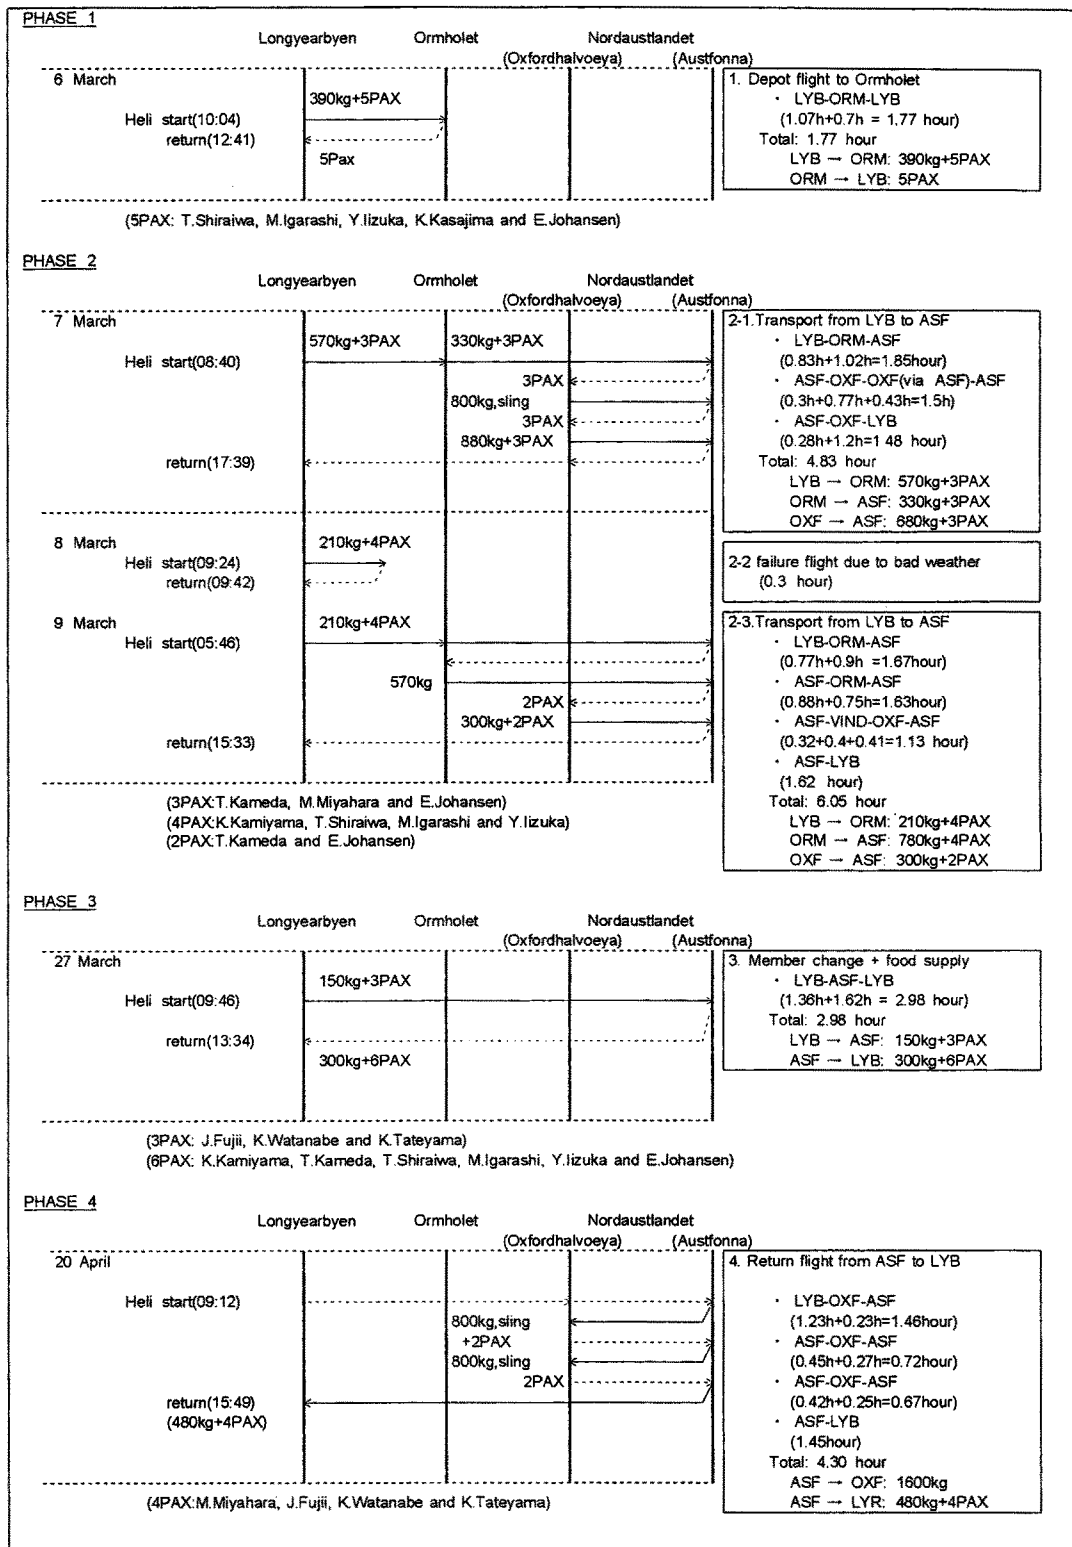 PHASE 1
Longyearbyen Ormholet Nordaustlandet
(Oxfordhalvoeya) (Austfonna)
6 March
390kg+5PAX
Heli start(10:04)
return(12:41)
5Pax
1. Depot flight to Ormholet
・ LYB-ORM-LYB
(1.07h+0.7h = 1.77 hour)
Total: 1.77 hour
LYB → ORM: 390kg+5PAX
ORM → LYB: 5PAX
(5PAX: T.Shiraiwa, M.Igarashi, Y.Iizuka, K.Kasajima and E.Johansen)
PHASE 2
Longyearbyen Ormholet Nordaustlandet
(Oxfordhalvoeya) (Austfonna)
7 March
570kg+3PAX 330kg+3PAX
Heli start(08:40)
3PAX
800kg,sling
3PAX
880kg+3PAX
return(17:39)
2-1.Transport from LYB to ASF
・ LYB-ORM-ASF
(0.83h+1.02h=1.85hour)
・ ASF-OXF-OXF(via ASF)-ASF
(0.3h+0.77h+0.43h=1.5h)
・ ASF-OXF-LYB
(0.28h+1.2h=1.48 hour)
Total: 4.83 hour
LYB → ORM: 570kg+3PAX
ORM → ASF: 330kg+3PAX
OXF → ASF: 680kg+3PAX
8 March
210kg+4PAX
Heli start(09:24)
return(09:42)
2-2 failure flight due to bad weather
(0.3 hour)
9 March
210kg+4PAX
Heli start(05:46)
570kg
2PAX
300kg+2PAX
return(15:33)
2-3.Transport from LYB to ASF
・ LYB-ORM-ASF
(0.77h+0.9h =1.67hour)
・ ASF-ORM-ASF
(0.88h+0.75h=1.63hour)
・ ASF-VIND-OXF-ASF
(0.32+0.4+0.41=1.13 hour)
・ ASF-LYB
(1.62 hour)
Total: 6.05 hour
LYB → ORM: 210kg+4PAX
ORM → ASF: 780kg+4PAX
OXF → ASF: 300kg+2PAX
(3PAX:T.Kameda, M.Miyahara and E.Johansen)
(4PAX:K.Kamiyama, T.Shiraiwa, M.Igarashi and Y.Iizuka)
(2PAX:T.Kameda and E.Johansen)
PHASE 3
Longyearbyen Ormholet Nordaustlandet
(Oxfordhalvoeya) (Austfonna)
27 March
150kg+3PAX
Heli start(09:46)
return(13:34)
300kg+6PAX
3. Member change + food supply
・ LYB-ASF-LYB
(1.36h+1.62h = 2.98 hour)
Total: 2.98 hour
LYB → ASF: 150kg+3PAX
ASF → LYB: 300kg+6PAX
(3PAX: J.Fujii, K.Watanabe and K.Tateyama)
(6PAX: K.Kamiyama, T.Kameda, T.Shiraiwa, M.Igarashi, Y.Iizuka and E.Johansen)
PHASE 4
Longyearbyen Ormholet Nordaustlandet
(Oxfordhalvoeya) (Austfonna)
20 April
Heli start(09:12)
800kg,sling
+2PAX
800kg,sling
2PAX
return(15:49)
(480kg+4PAX)
4. Return flight from ASF to LYB
・ LYB-OXF-ASF
(1.23h+0.23h=1.46hour)
・ ASF-OXF-ASF
(0.45h+0.27h=0.72hour)
・ ASF-OXF-ASF
(0.42h+0.25h=0.67hour)
・ ASF-LYB
(1.45hour)
Total: 4.30 hour
ASF → OXF: 1600kg
ASF → LYR: 480kg+4PAX
(4PAX:M.Miyahara, J.Fujii, K.Watanabe and K.Tateyama)